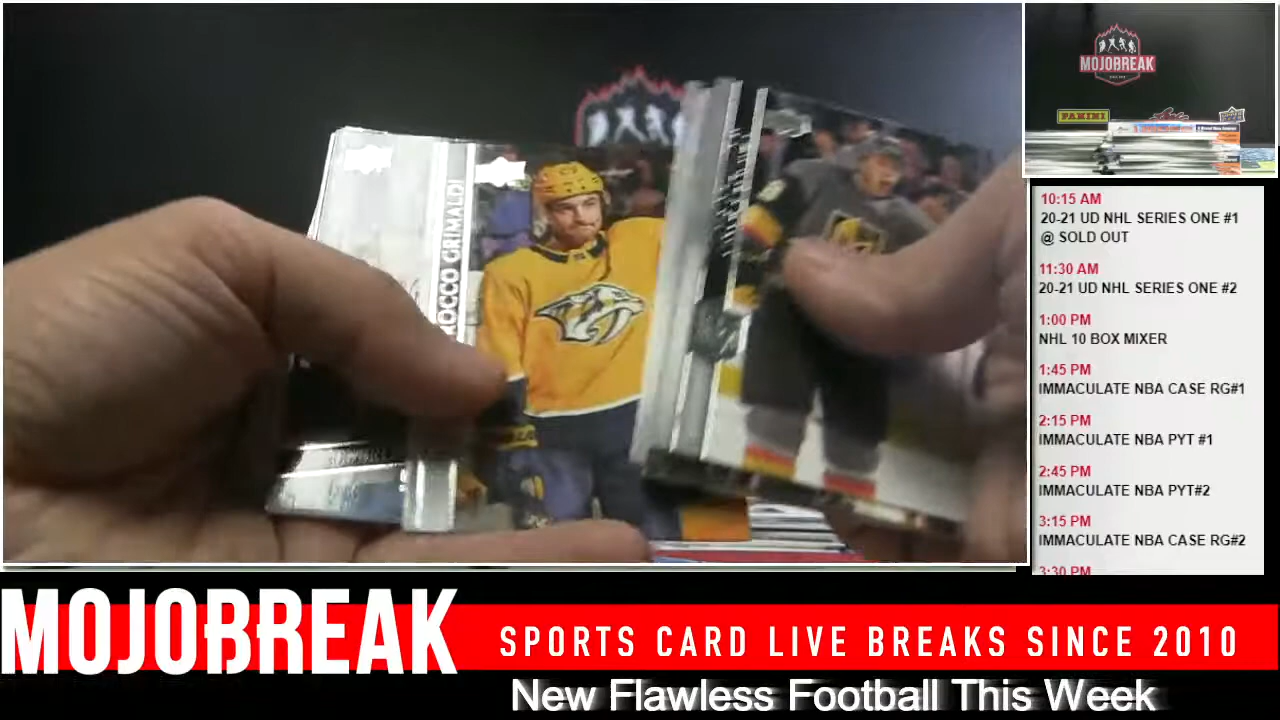 ROCCO GRIMALDI
MOJOBREAK
PANINI
10:15 AM
20-21 UD NHL SERIES ONE #1
@ SOLD OUT
11:30 AM
20-21 UD NHL SERIES ONE #2
1:00 PM
NHL 10 BOX MIXER
1:45 PM
IMMACULATE NBA CASE RG#1
2:15 PM
IMMACULATE NBA PYT #1
2:45 PM
IMMACULATE NBA PYT#2
3:15 PM
IMMACULATE NBA CASE RG#2
3:30 PM
MOJOBREAK
SPORTS CARD LIVE BREAKS SINCE 2010
New Flawless Football This Week